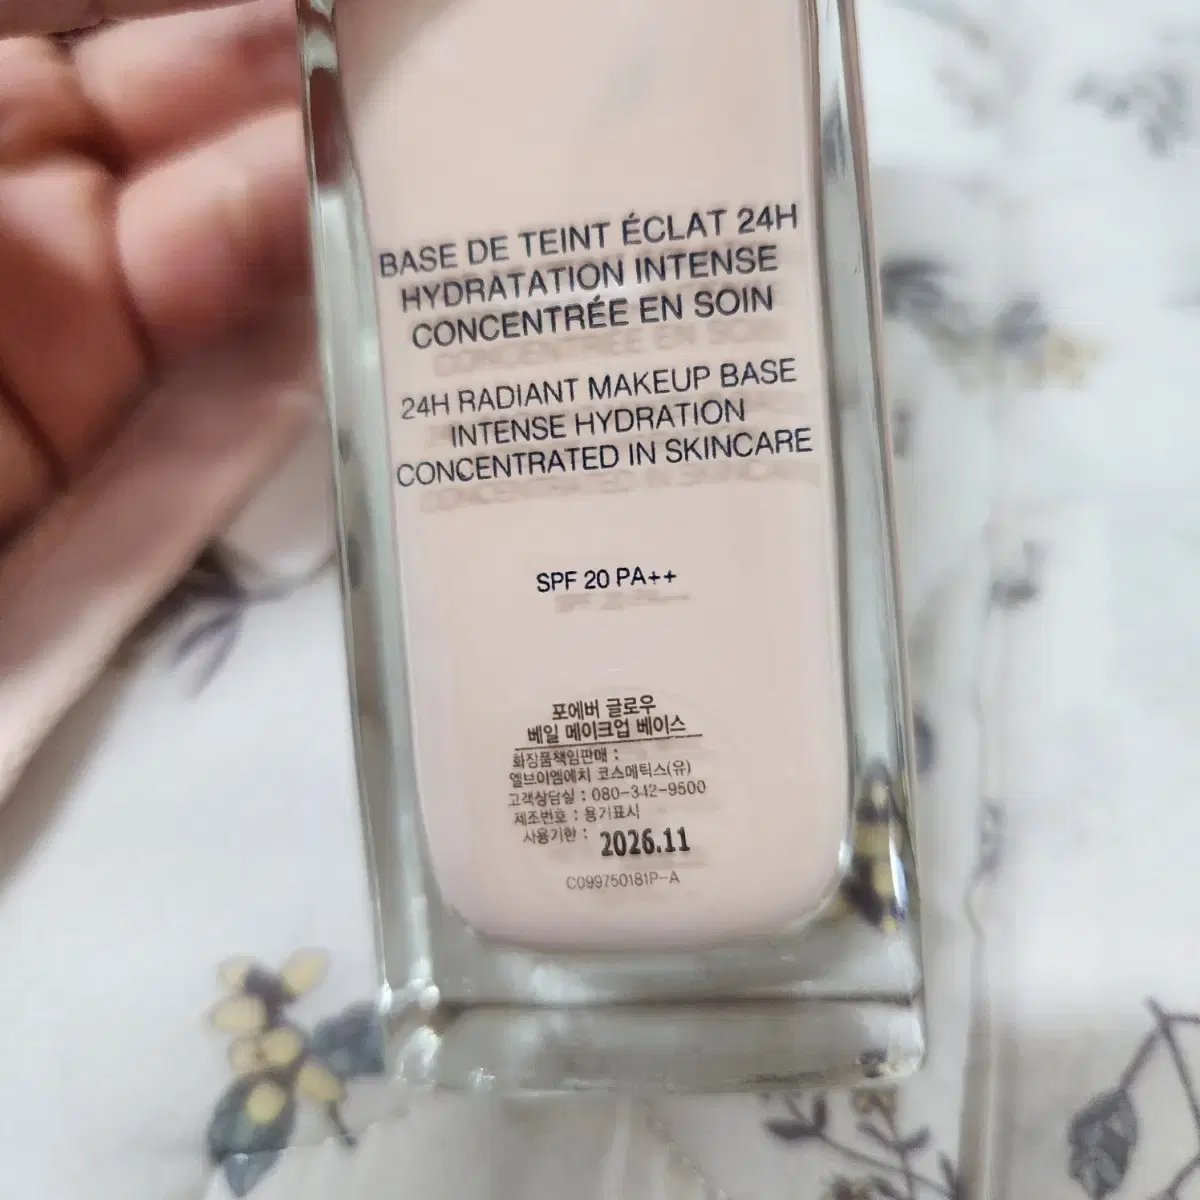 BASE DE TEINT ÉCLAT 24H
HYDRATATION INTENSE
CONCENTRÉE EN SOIN
24H RADIANT MAKEUP BASE
INTENSE HYDRATION
CONCENTRATED IN SKINCARE
SPF 20 PA++
포에버 글로우
베일 메이크업 베이스
화장품책임판매 :
엘브이엠에치 코스메틱스(유)
고객상담실 : 080-342-9500
제조번호 : 용기표시
사용기한 : 2026.11
C099750181P-A